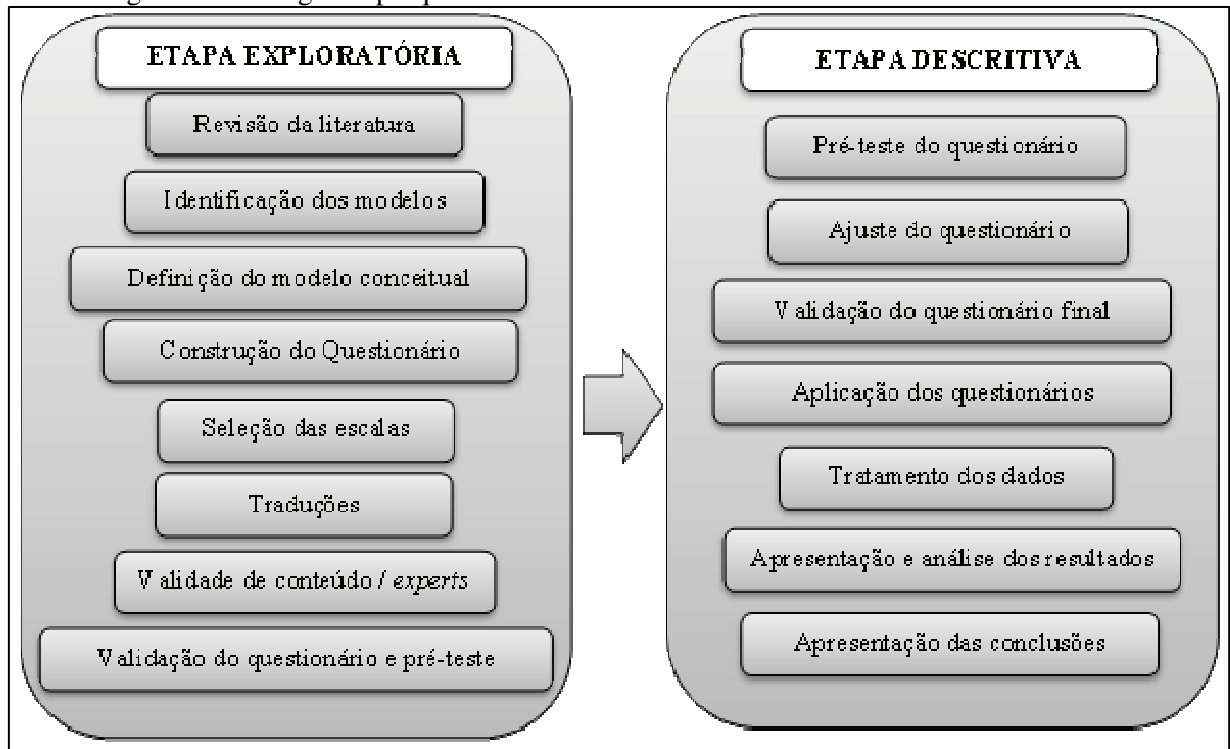 ETAPA EXPLORATÓRIA
Revisão da literatura
Identificação dos modelos
Definição do modelo conceitual
Construção do Questionário
Seleção das escalas
Traduções
Validade de conteúdo / experts
Validação do questionário e pré-teste
ETAPA DESCRITIVA
Pré-teste do questionário
Ajuste do questionário
Validação do questionário final
Aplicação dos questionários
Tratamento dos dados
Apresentação e análise dos resultados
Apresentação das conclusões